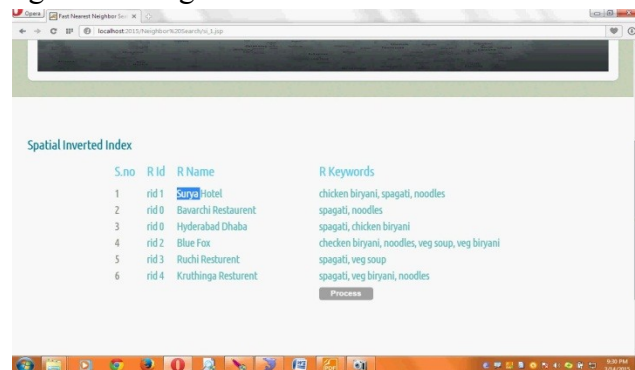 Opera
Fast Nearest Neighbor Sea
localhost:2015/Neighbor%20Search/si_1.jsp
Spatial Inverted Index
S.no R Id R Name R Keywords
1 rid 1 Surya Hotel chicken biryani, spagati, noodles
2 rid 0 Bavarchi Restaurent spagati, noodles
3 rid 0 Hyderabad Dhaba spagati, chicken biryani
4 rid 2 Blue Fox checken biryani, noodles, veg soup, veg biryani
5 rid 3 Ruchi Resturent spagati, veg soup
6 rid 4 Kruthinga Resturent spagati, veg biryani, noodles
Process
9:30 PM